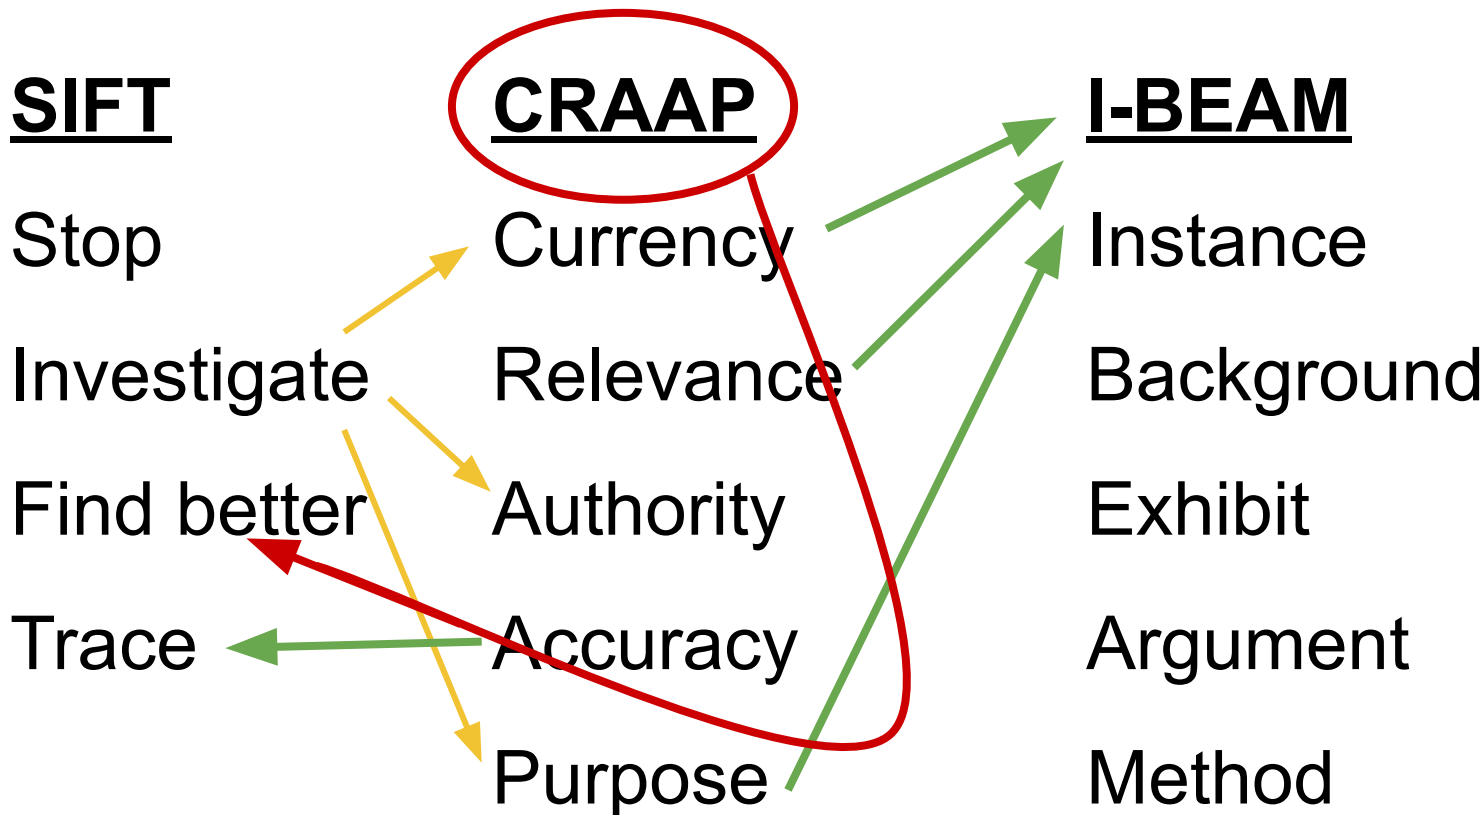 SIFT
Stop
Investigate
Find better
Trace
CRAAP
Currency
Relevance
Authority
Accuracy
Purpose
I-BEAM
Instance
Background
Exhibit
Argument
Method